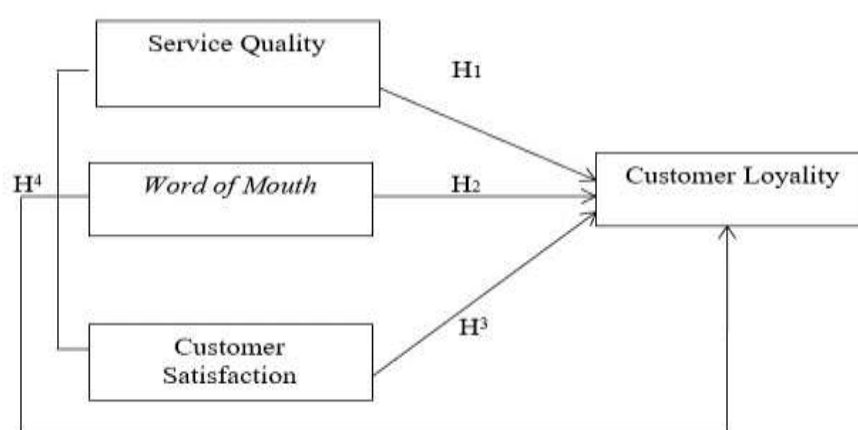 Service Quality
H1
Customer Loyality
H4
Word of Mouth
H2
H3
Customer
Satisfaction